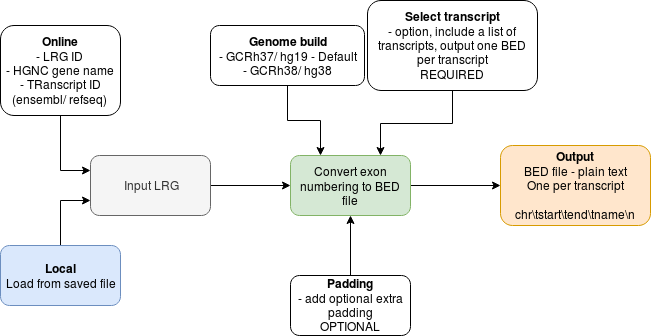 Online
- LRG ID
- HGNC gene name
- TRanscript ID
(ensembl/ refseq)
Genome build
- GCRh37/ hg19 - Default
- GCRh38/ hg38
Select transcript
- option, include a list of
transcripts, output one BED
per transcript
REQUIRED
Input LRG
Convert exon
numbering to BED
file
Output
BED file - plain text
One per transcript
chr\tstart\tend\tname\n
Local
Load from saved file
Padding
- add optional extra
padding
OPTIONAL